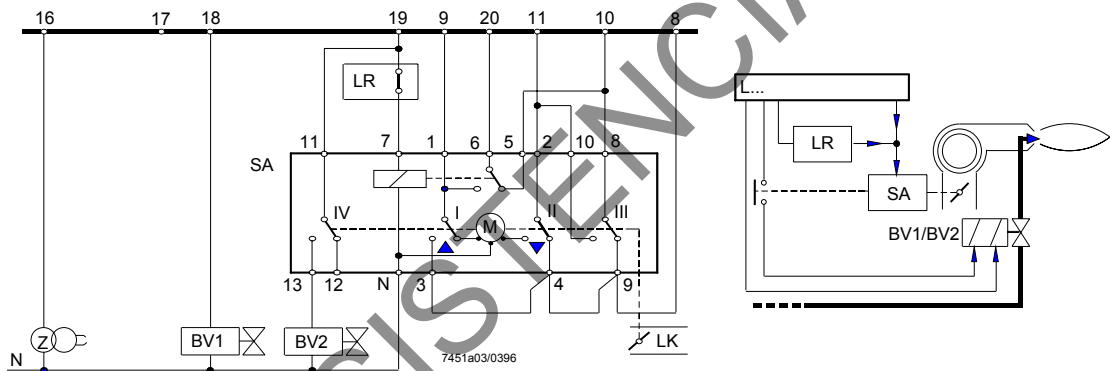 16 17 18 19 9 20 11 10 8
LR
11 7 1 6 5 2 10 8
SA
IV I M II III
13 12 N 3 4 9
Z BV1 BV2 LK
7451a03/0396
N
L...
LR
SA
BV1/BV2
CISTENCIA